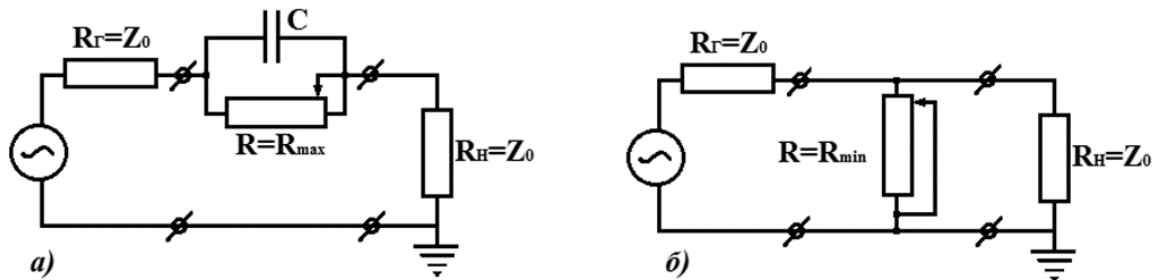 C
Rг=Z₀
R=Rmax
Rн=Z₀
а)
Rг=Z₀
R=Rmin
Rн=Z₀
б)